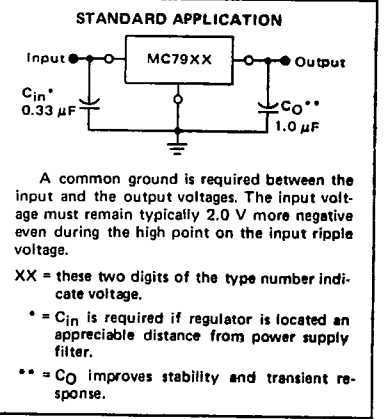 STANDARD APPLICATION
Input
MC79XX
Output
Cin*
0.33 μF
CO**
1.0 μF
A common ground is required between the
input and the output voltages. The input volt-
age must remain typically 2.0 V more negative
even during the high point on the input ripple
voltage.
XX = these two digits of the type number indi-
cate voltage.
* = Cin is required if regulator is located an
appreciable distance from power supply
filter.
** = CO improves stability and transient re-
sponse.